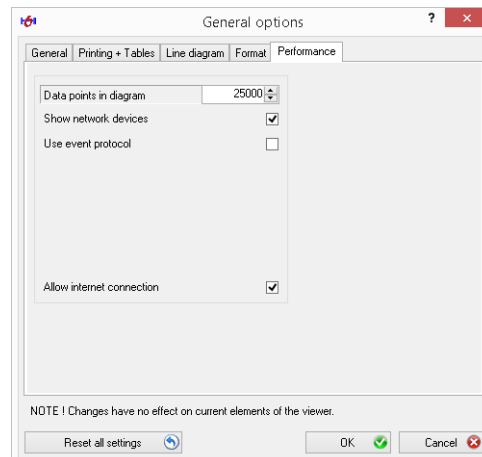 General options
?
General Printing + Tables Line diagram Format Performance
Data points in diagram 25000
Show network devices
Use event protocol
Allow internet connection
NOTE ! Changes have no effect on current elements of the viewer.
Reset all settings OK Cancel